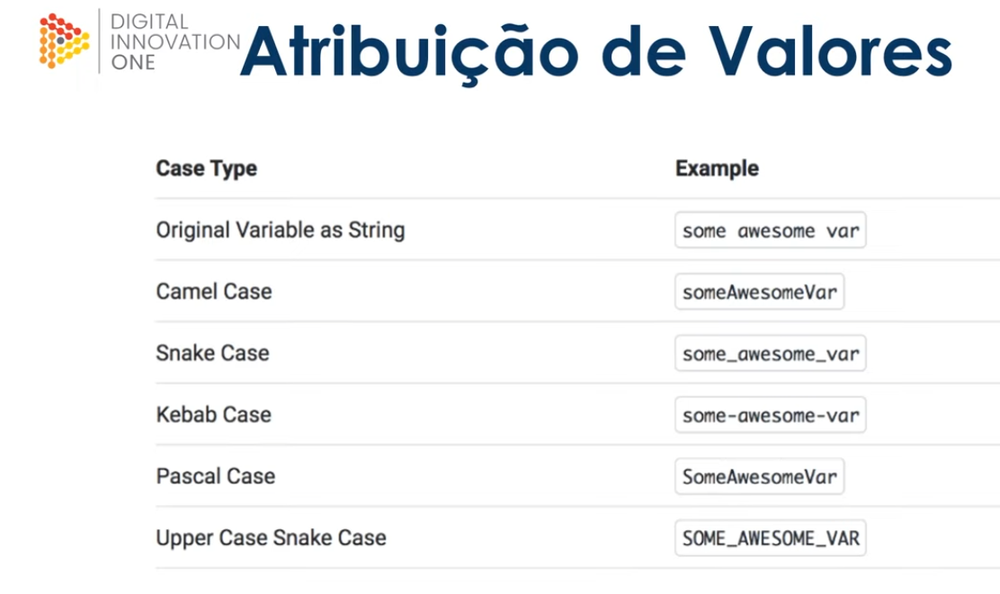 DIGITAL
INNOVATION
ONE
Atribuição de Valores
Case Type Example
Original Variable as String some awesome var
Camel Case someAwesomeVar
Snake Case some_awesome_var
Kebab Case some-awesome-var
Pascal Case SomeAwesomeVar
Upper Case Snake Case SOME_AWESOME_VAR